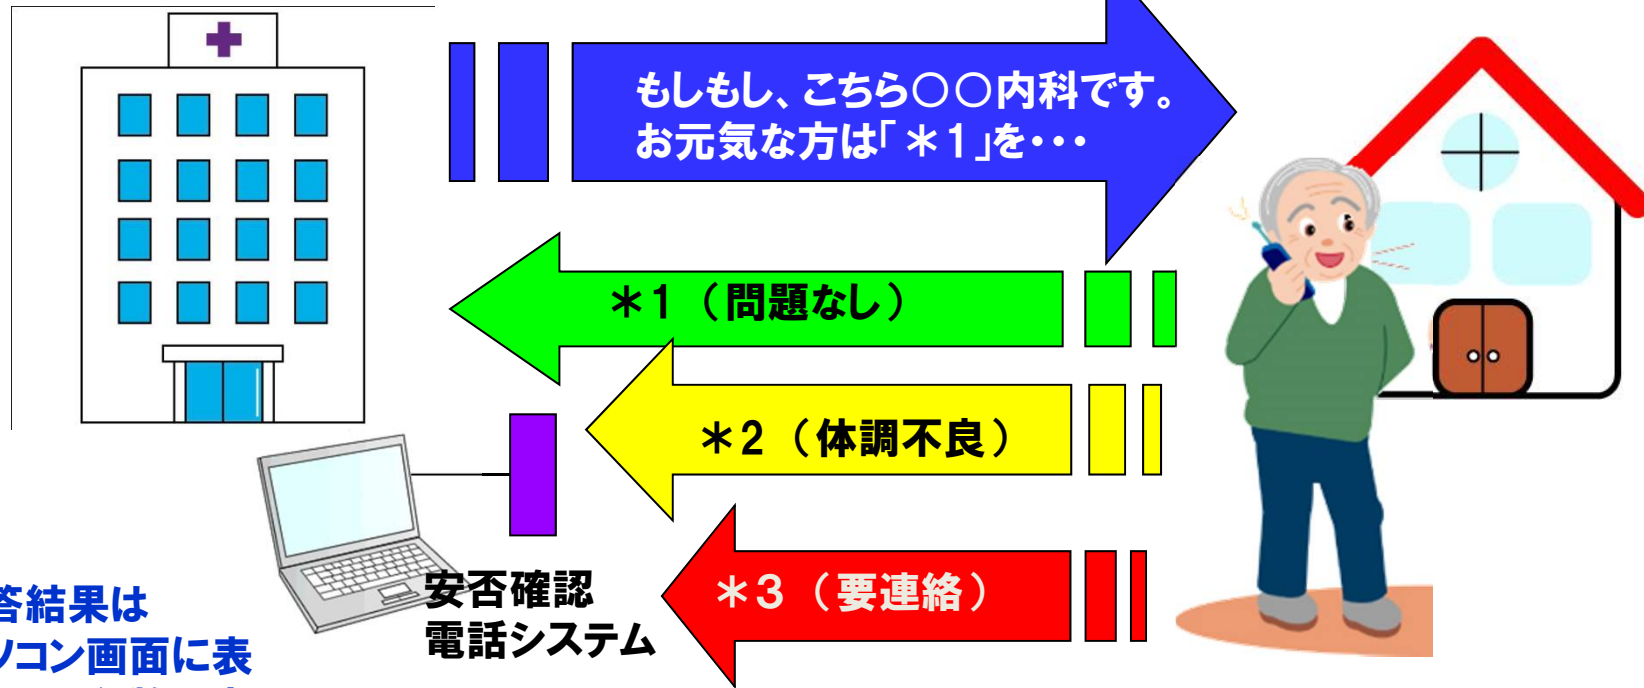 もしもし、こちら○○内科です。
お元気な方は「＊１」を・・・
＊１（問題なし）
＊２（体調不良）
＊３（要連絡）
安否確認
電話システム
答結果は
ソコン画面に表